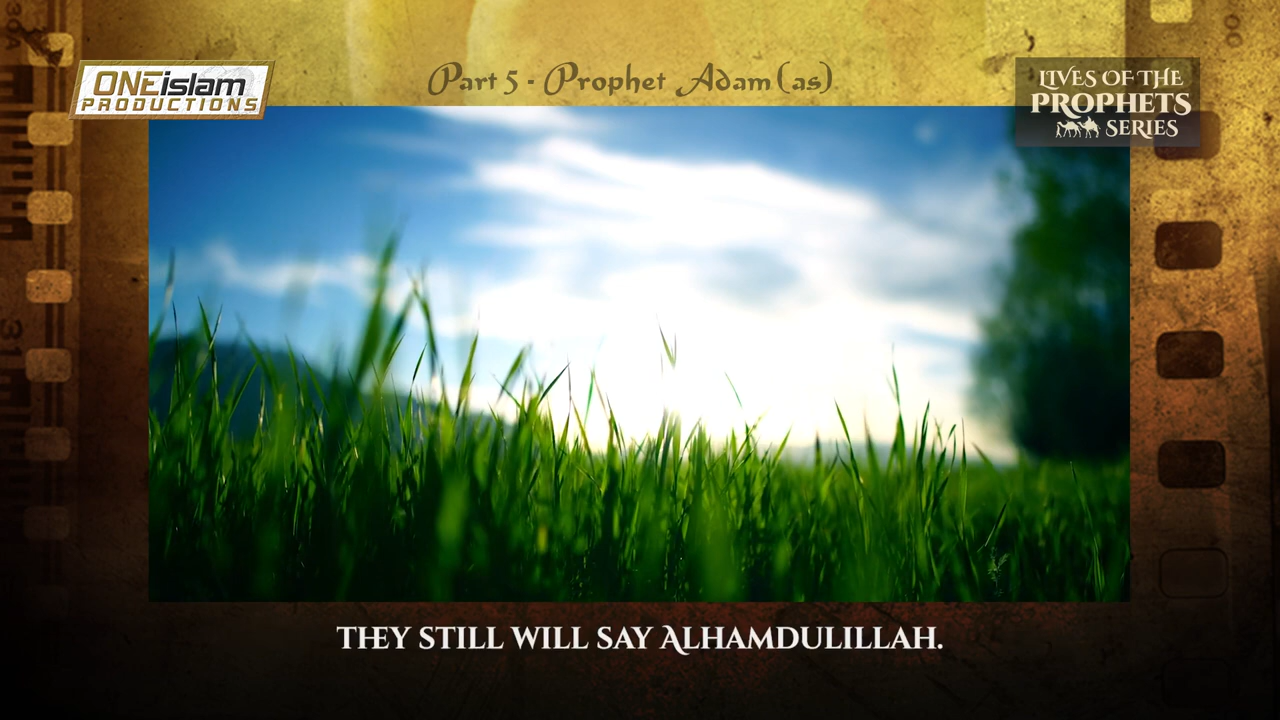 Part 5 - Prophet Adam (as)
ONEislam
PRODUCTIONS
LIVES OF THE
PROPHETS
SERIES
THEY STILL WILL SAY ALHAMDULILLAH.